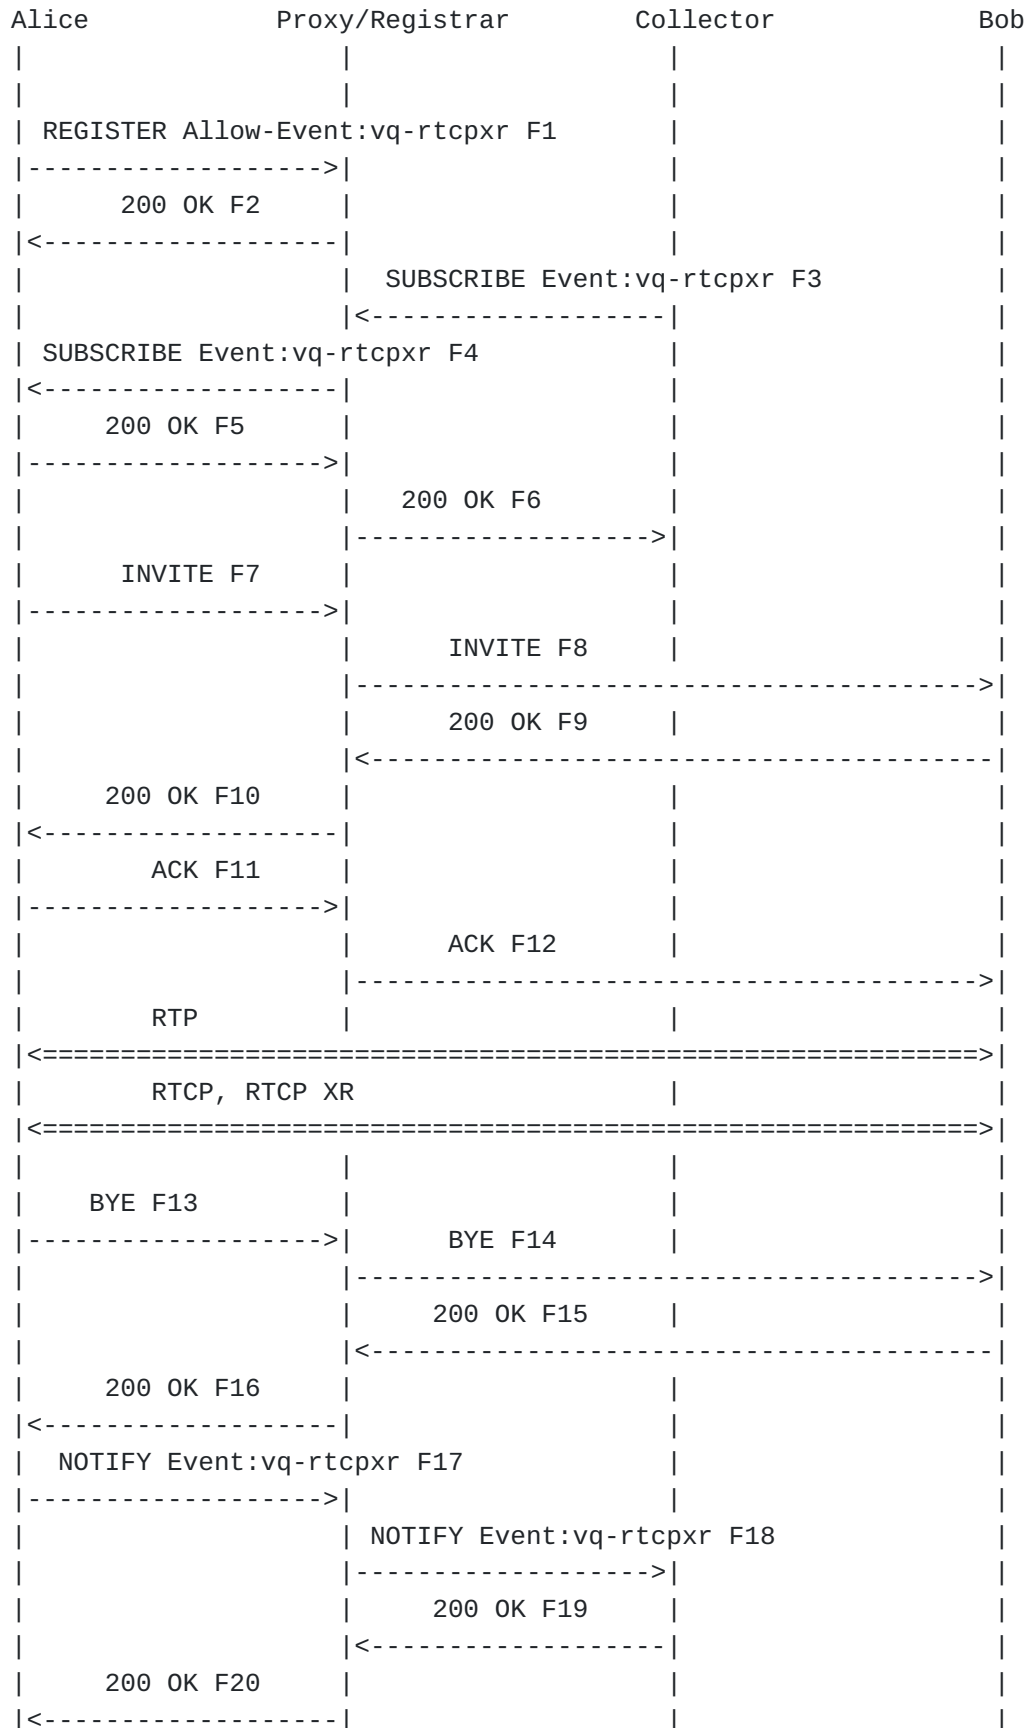 Alice            Proxy/Registrar        Collector             Bob
|                    |                    |                    |
|                    |                    |                    |
| REGISTER Allow-Event:vq-rtcpxr F1       |                    |
|------------------->|                    |                    |
|      200 OK F2     |                    |                    |
|<-------------------|                    |                    |
|                    |  SUBSCRIBE Event:vq-rtcpxr F3           |
|                    |<-------------------|                    |
| SUBSCRIBE Event:vq-rtcpxr F4            |                    |
|<-------------------|                    |                    |
|     200 OK F5      |                    |                    |
|------------------->|                    |                    |
|                    |   200 OK F6        |                    |
|                    |------------------->|                    |
|      INVITE F7     |                    |                    |
|------------------->|                    |                    |
|                    |      INVITE F8     |                    |
|                    |---------------------------------------->|
|                    |      200 OK F9     |                    |
|                    |<----------------------------------------|
|     200 OK F10     |                    |                    |
|<-------------------|                    |                    |
|        ACK F11     |                    |                    |
|------------------->|                    |                    |
|                    |      ACK F12       |                    |
|                    |---------------------------------------->|
|        RTP         |                    |                    |
|<============================================================>|
|        RTCP, RTCP XR                    |                    |
|<============================================================>|
|                    |                    |                    |
|    BYE F13         |                    |                    |
|------------------->|      BYE F14       |                    |
|                    |---------------------------------------->|
|                    |     200 OK F15     |                    |
|                    |<----------------------------------------|
|     200 OK F16     |                    |                    |
|<-------------------|                    |                    |
|  NOTIFY Event:vq-rtcpxr F17             |                    |
|------------------->|                    |                    |
|                    | NOTIFY Event:vq-rtcpxr F18              |
|                    |------------------->|                    |
|                    |     200 OK F19     |                    |
|                    |<-------------------|                    |
|     200 OK F20     |                    |                    |
|<-------------------|                    |                    |